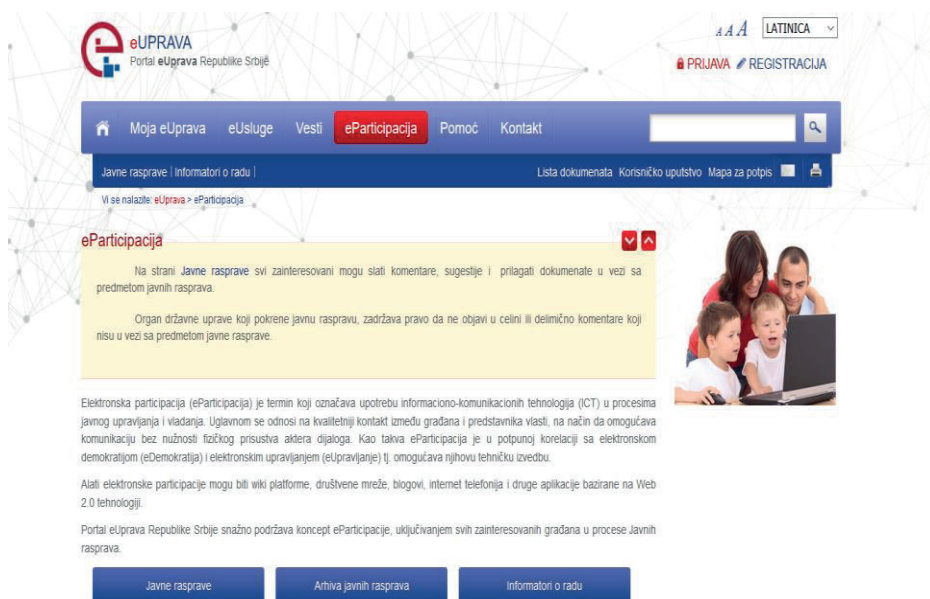 eUPRAVA
Portal eUprava Republike Srbije
A A A LATINICA
PRIJAVA REGISTRACIJA
Moja eUprava eUsluge Vesti eParticipacija Pomoć Kontakt
Javne rasprave | Informatori o radu |
Lista dokumenata Korisničko uputstvo Mapa za potpis
Vi se nalazite: eUprava > eParticipacija
eParticipacija
Na strani Javne rasprave svi zainteresovani mogu slati komentare, sugestije i prilagati dokumenate u vezi sa
predmetom javnih rasprava.
Organ državne uprave koji pokrene javnu raspravu, zadržava pravo da ne objavi u celini ili delimično komentare koji
nisu u vezi sa predmetom javne rasprave.
Elektronska participacija (eParticipacija) je termin koji označava upotrebu informaciono-komunikacionih tehnologija (ICT) u procesima
javnog upravljanja i vladanja. Uglavnom se odnosi na kvalitetniji kontakt između građana i predstavnika vlasti, na način da omogućava
komunikaciju bez nužnosti fizičkog prisustva aktera dijaloga. Kao takva eParticipacija je u potpunoj korelaciji sa elektronskom
demokratijom (eDemokratija) i elektronskim upravljanjem (eUpravljanje) tj. omogućava njihovu tehničku izvedbu.
Alati elektronske participacije mogu biti wiki platforme, društvene mreže, blogovi, internet telefonija i druge aplikacije bazirane na Web
2.0 tehnologiji.
Portal eUprava Republike Srbije snažno podržava koncept eParticipacije, uključivanjem svih zainteresovanih građana u procese Javnih
rasprava.
Javne rasprave Arhiva javnih rasprava Informatori o radu